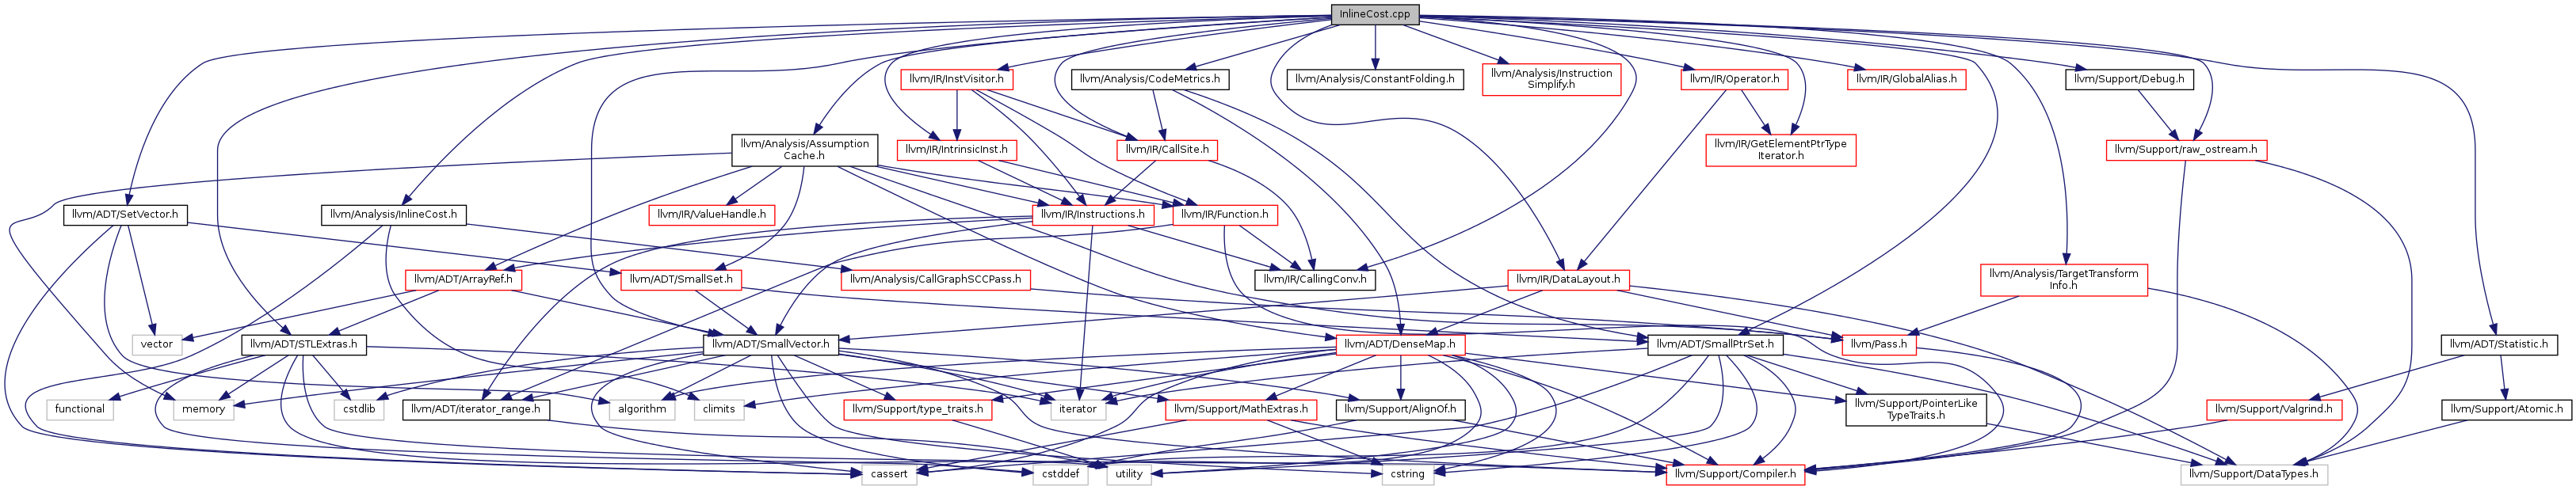 InlineCost.cpp
llvm/IR/InstVisitor.h
llvm/Analysis/CodeMetrics.h
llvm/Analysis/ConstantFolding.h
llvm/Analysis/Instruction
Simplify.h
llvm/IR/Operator.h
llvm/IR/GlobalAlias.h
llvm/Support/Debug.h
llvm/Analysis/Assumption
Cache.h
llvm/IR/IntrinsicInst.h
llvm/IR/CallSite.h
llvm/IR/GetElementPtrType
Iterator.h
llvm/Support/raw_ostream.h
llvm/ADT/SetVector.h
llvm/Analysis/InlineCost.h
llvm/IR/ValueHandle.h
llvm/IR/Instructions.h
llvm/IR/Function.h
llvm/ADT/ArrayRef.h
llvm/ADT/SmallSet.h
llvm/Analysis/CallGraphSCCPass.h
llvm/IR/CallingConv.h
llvm/IR/DataLayout.h
llvm/Analysis/TargetTransform
Info.h
vector
llvm/ADT/STLExtras.h
llvm/ADT/SmallVector.h
llvm/ADT/DenseMap.h
llvm/ADT/SmallPtrSet.h
llvm/Pass.h
llvm/ADT/Statistic.h
functional
memory
cstdlib
llvm/ADT/iterator_range.h
algorithm
climits
llvm/Support/type_traits.h
iterator
llvm/Support/MathExtras.h
llvm/Support/AlignOf.h
llvm/Support/PointerLike
TypeTraits.h
llvm/Support/Valgrind.h
llvm/Support/Atomic.h
cassert
cstddef
utility
cstring
llvm/Support/Compiler.h
llvm/Support/DataTypes.h